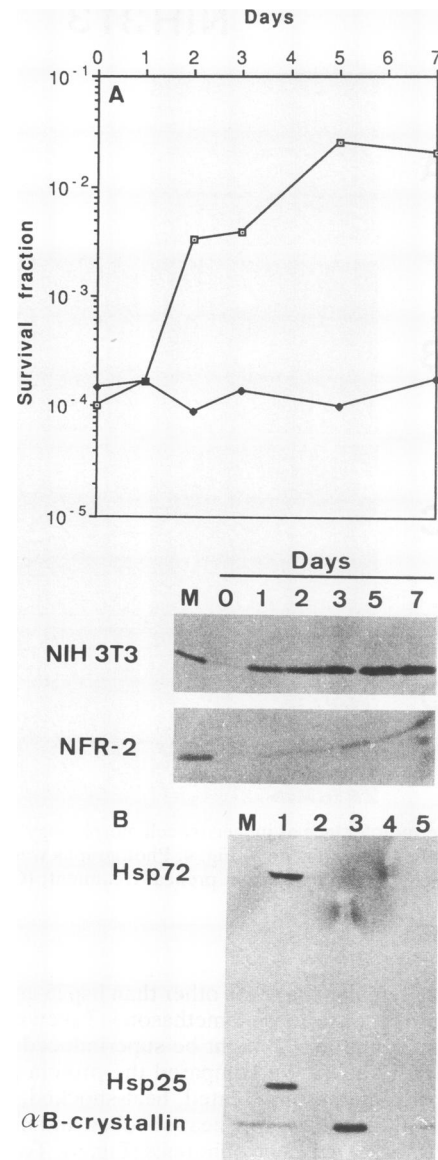 Days
0 1 2 3 4 5 6 7
10-1
A
10-2
10-3
10-4
10-5
Survival fraction
Days
M 0 1 2 3 5 7
NIH 3T3
NFR-2
B
M 1 2 3 4 5
Hsp72
Hsp25
αB-crystallin